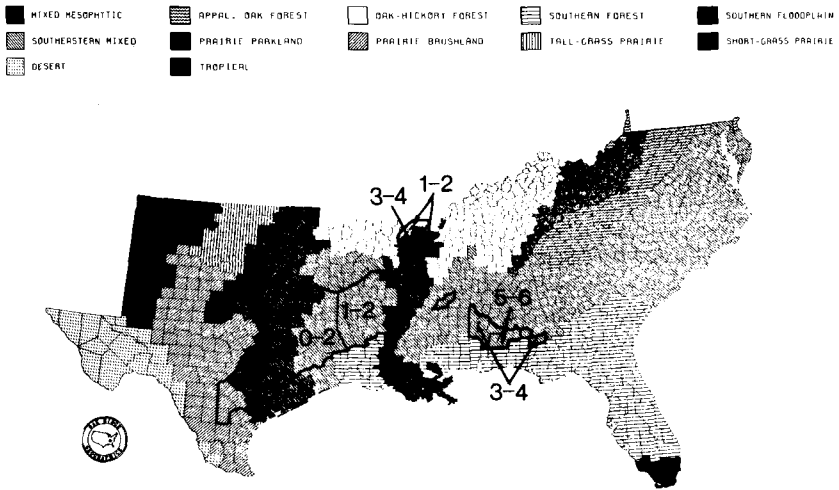 MIXED MESOPHYTIC APPAL. OAK FOREST OAK-HICKORY FOREST SOUTHERN FOREST SOUTHERN FLOODPLAIN
SOUTHEASTERN MIXED PRAIRIE PARKLAND PRAIRIE BRUSHLAND TALL-GRASS PRAIRIE SHORT-GRASS PRAIRIE
DESERT TROPICAL
1-2
3-4
5-6
1-2
0-2
3-4